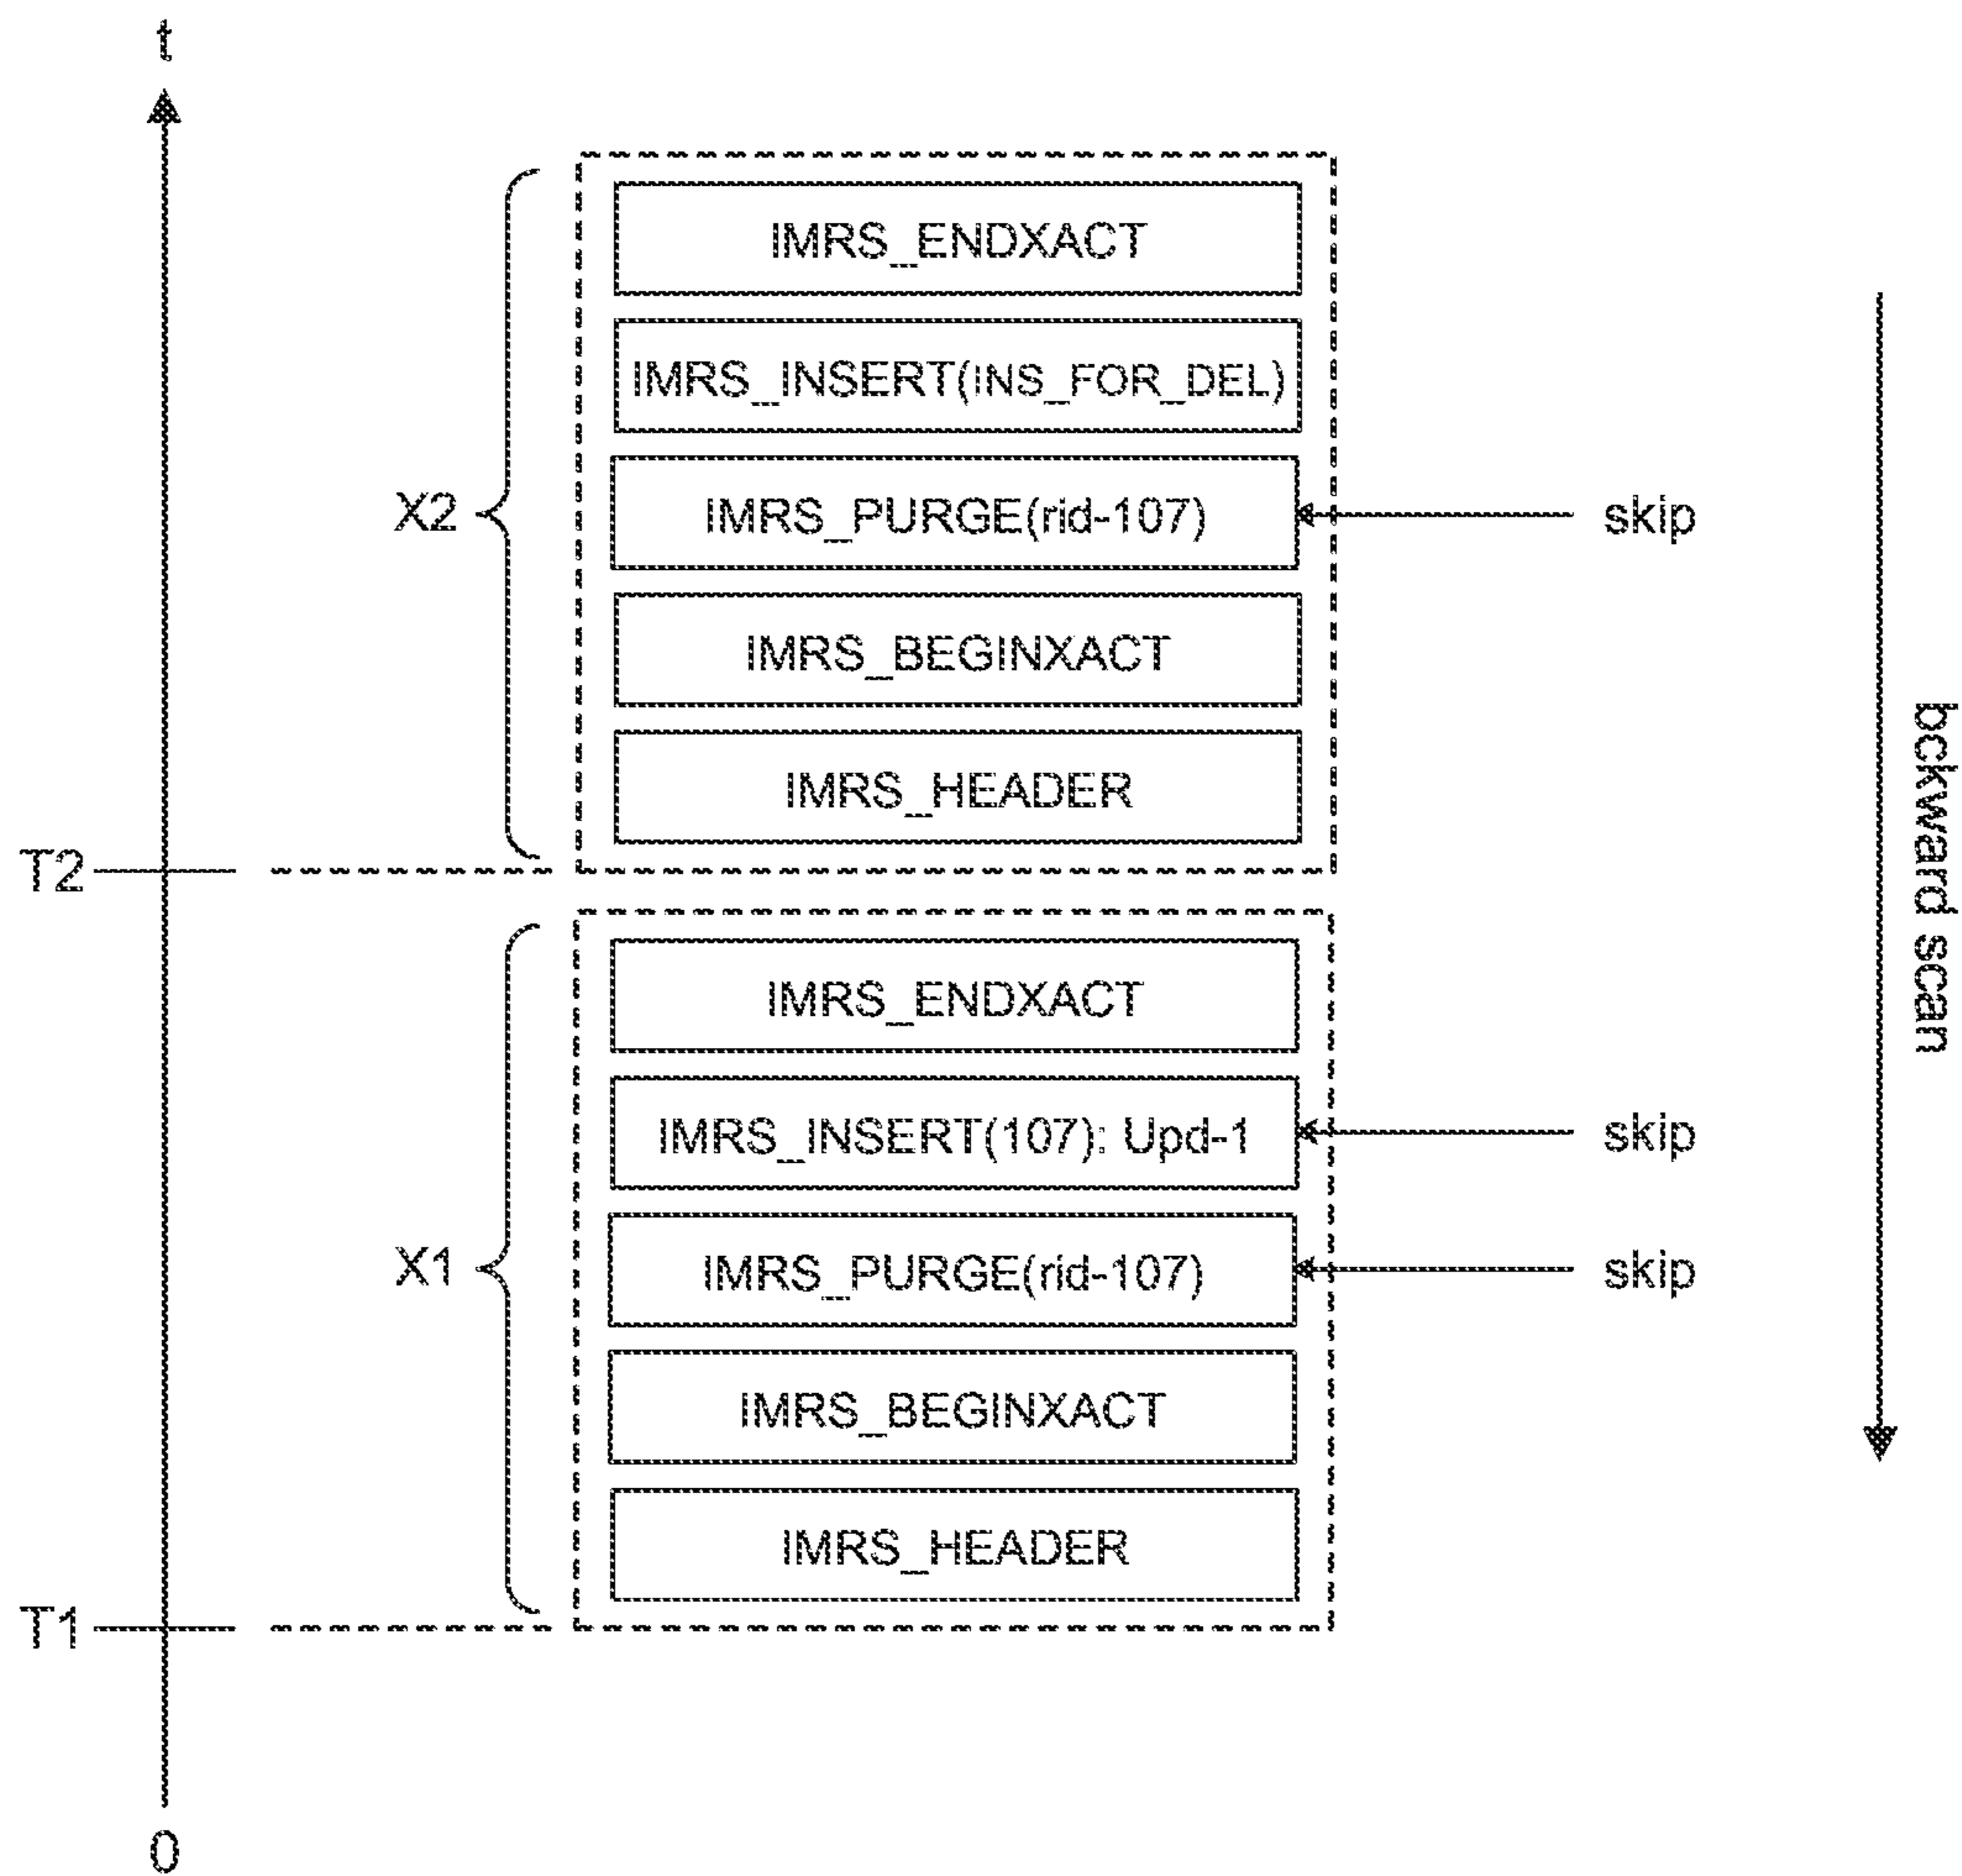 t
IMRS_ENDXACT
IMRS_INSERT(INS_FOR_DEL)
X2
IMRS_PURGE(rid-107)
skip
IMRS_BEGINXACT
IMRS_HEADER
T2
bckward scan
IMRS_ENDXACT
IMRS_INSERT(107): Upd-1
skip
X1
IMRS_PURGE(rid-107)
skip
IMRS_BEGINXACT
IMRS_HEADER
T1
0